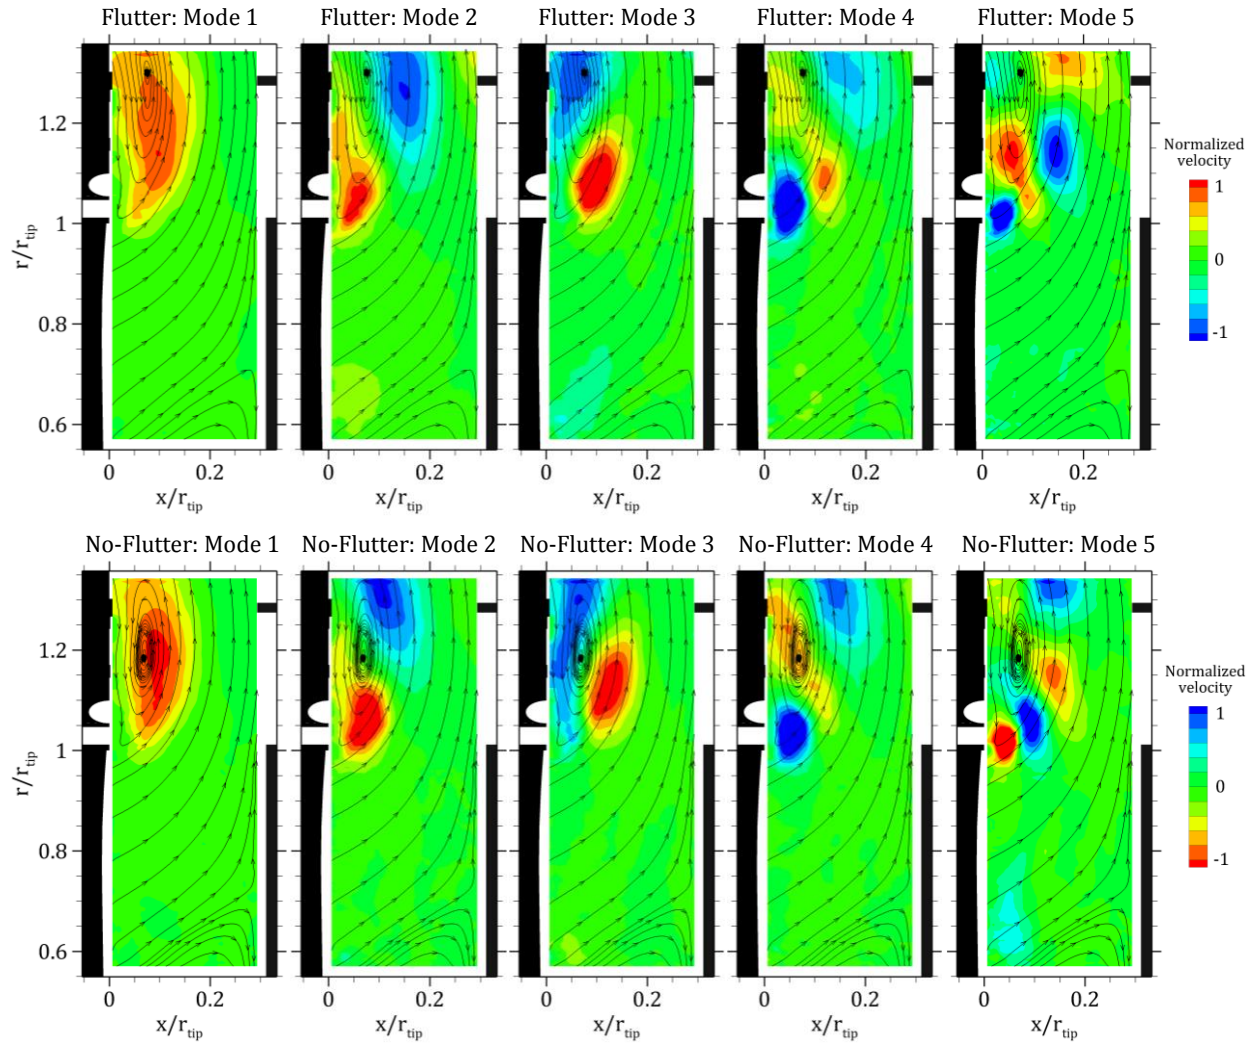 Flutter: Mode 1 Flutter: Mode 2 Flutter: Mode 3 Flutter: Mode 4 Flutter: Mode 5
1.2
1
0.8
0.6
r/r_tip
0 0.2 0 0.2 0 0.2 0 0.2 0 0.2
x/r_tip x/r_tip x/r_tip x/r_tip x/r_tip
Normalized
velocity
1
0
-1
No-Flutter: Mode 1 No-Flutter: Mode 2 No-Flutter: Mode 3 No-Flutter: Mode 4 No-Flutter: Mode 5
1.2
1
0.8
0.6
r/r_tip
0 0.2 0 0.2 0 0.2 0 0.2 0 0.2
x/r_tip x/r_tip x/r_tip x/r_tip x/r_tip
Normalized
velocity
1
0
-1